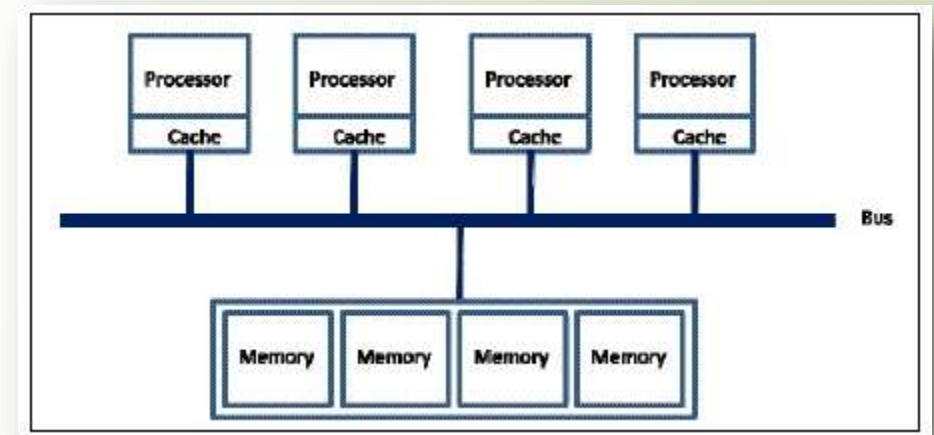 Processor Processor Processor Processor
Cache Cache Cache Cache
Bus
Memory Memory Memory Memory